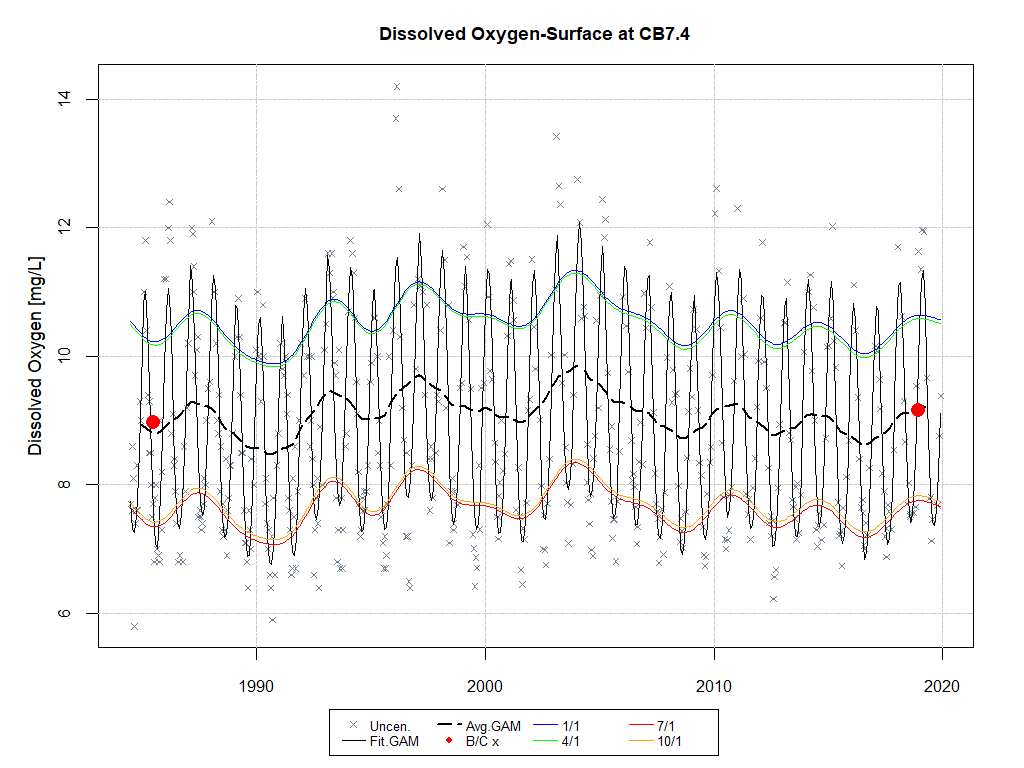 Dissolved Oxygen-Surface at CB7.4
Dissolved Oxygen [mg/L]
14
12
10
8
6
1990 2000 2010 2020
Uncen. Avg.GAM 1/1 7/1
Fit.GAM B/C x 4/1 10/1